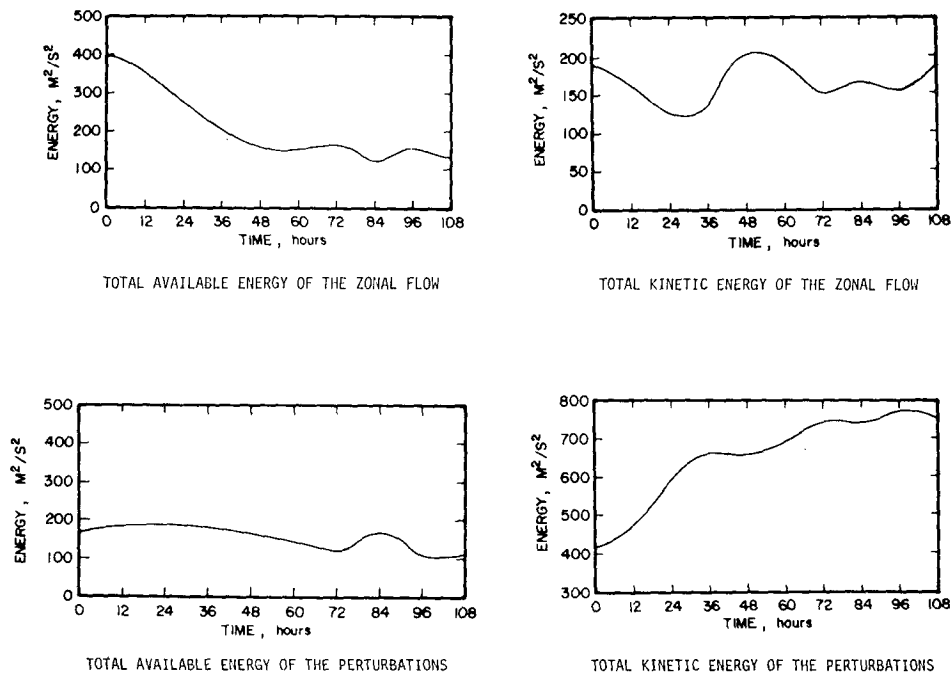 500
400
300
200
100
0
ENERGY, M²/S²
0 12 24 36 48 60 72 84 96 108
TIME, hours
TOTAL AVAILABLE ENERGY OF THE ZONAL FLOW
250
200
150
100
50
0
ENERGY, M²/S²
0 12 24 36 48 60 72 84 96 108
TIME, hours
TOTAL KINETIC ENERGY OF THE ZONAL FLOW
500
400
300
200
100
0
ENERGY, M²/S²
0 12 24 36 48 60 72 84 96 108
TIME, hours
TOTAL AVAILABLE ENERGY OF THE PERTURBATIONS
800
700
600
500
400
300
ENERGY, M²/S²
0 12 24 36 48 60 72 84 96 108
TIME, hours
TOTAL KINETIC ENERGY OF THE PERTURBATIONS